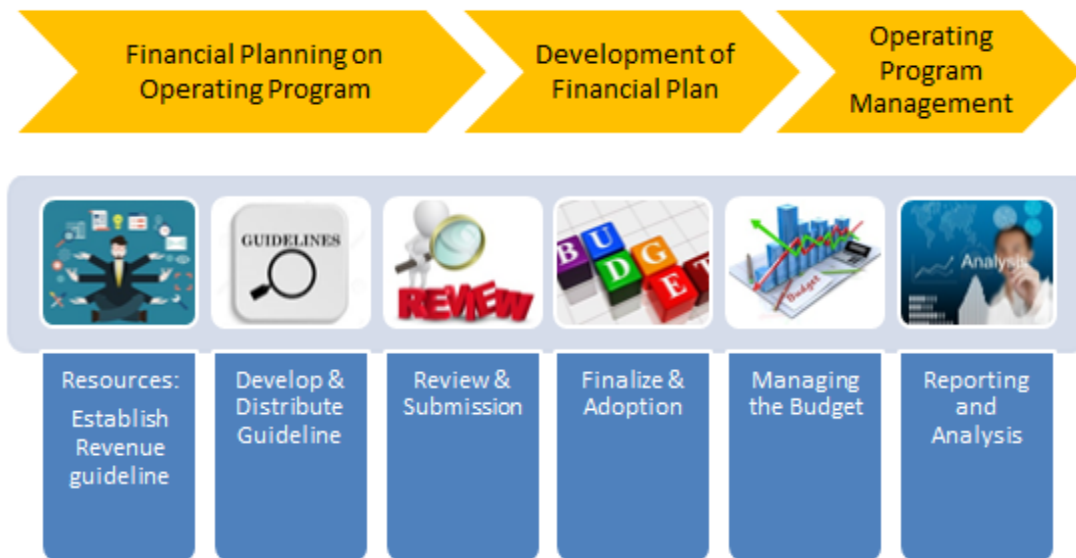 Financial Planning on
Operating Program
Development of
Financial Plan
Operating
Program
Management
GUIDELINES
REVIEW
BUDGET
Budget
Analysis
Resources:
Establish
Revenue
guideline
Develop &
Distribute
Guideline
Review &
Submission
Finalize &
Adoption
Managing
the Budget
Reporting
and
Analysis